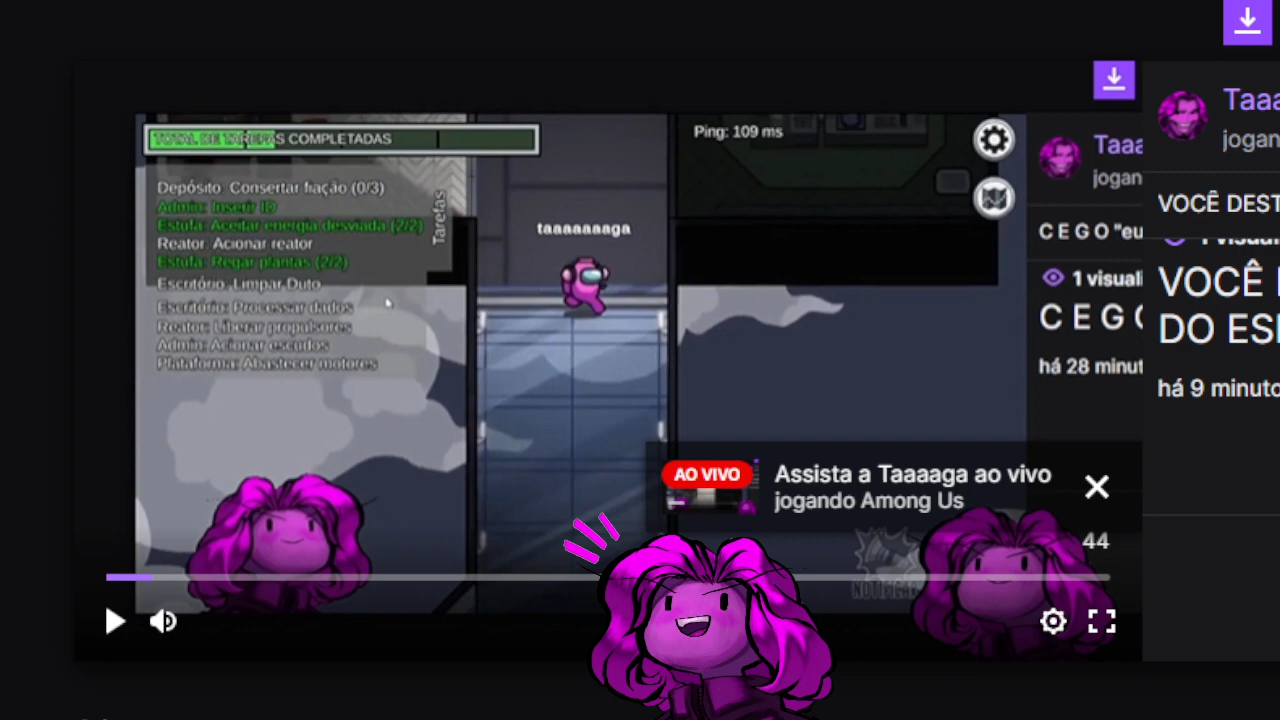 TOTAL DE TAREFAS COMPLETADAS
Depósito: Consertar fiação (0/3)
Admin: Inserir ID
Estufa: Aceitar energia desviada (2/2)
Reator: Acionar reator
Estufa: Regar plantas (2/2)
Escritório: Limpar Duto
Escritório: Processar dados
Reator: Liberar propulsores
Admin: Acionar escudos
Plataforma: Abastecer motores
Tarefas
Ping: 109 ms
taaaaaaaga
AO VIVO
Assista a Taaaaga ao vivo
jogando Among Us
44
NOTIFICAR
Taaa
jogan
C E G O "eu
1 visuali
C E G O
há 28 minut
Taaa
jogan
VOCÊ DEST
1 visuali
VOCÊ
DO ES
há 9 minuto